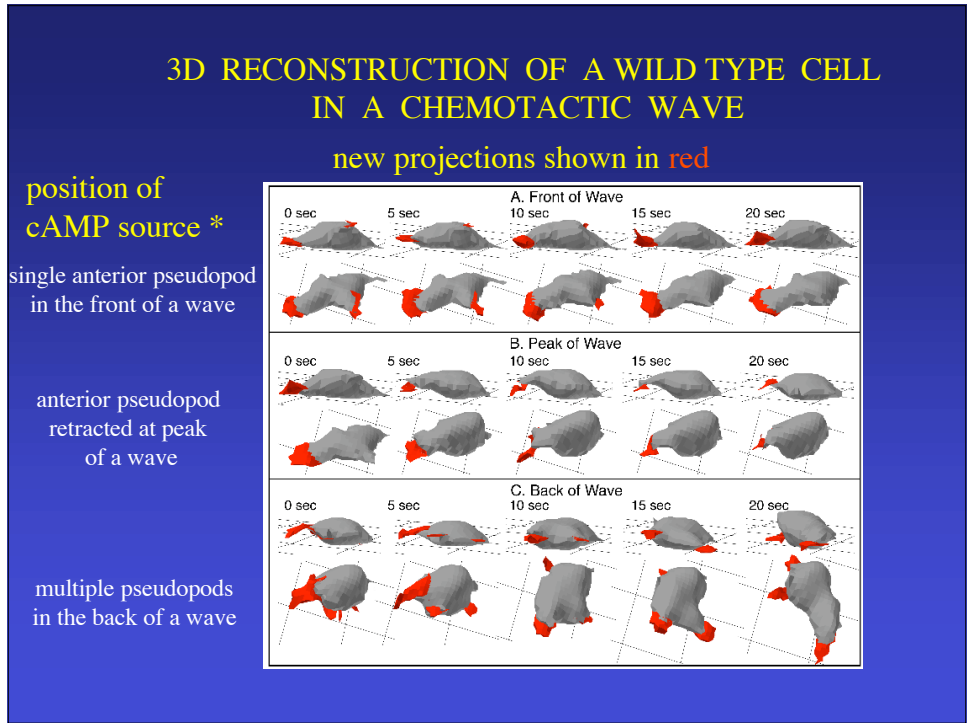 3D RECONSTRUCTION OF A WILD TYPE CELL
IN A CHEMOTACTIC WAVE
new projections shown in red
position of
cAMP source *
single anterior pseudopod
in the front of a wave
anterior pseudopod
retracted at peak
of a wave
multiple pseudopods
in the back of a wave
A. Front of Wave
0 sec 5 sec 10 sec 15 sec 20 sec
B. Peak of Wave
0 sec 5 sec 10 sec 15 sec 20 sec
C. Back of Wave
0 sec 5 sec 10 sec 15 sec 20 sec